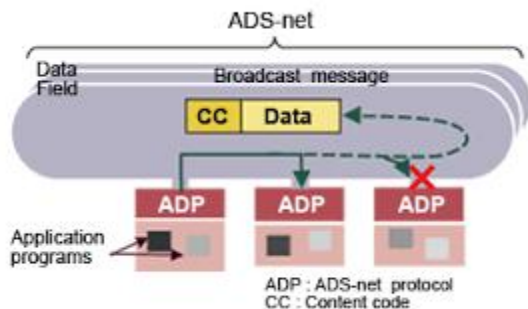 ADS-net
Data
Field
Broadcast message
CC Data
ADP ADP ADP
Application
programs
ADP : ADS-net protocol
CC : Content code